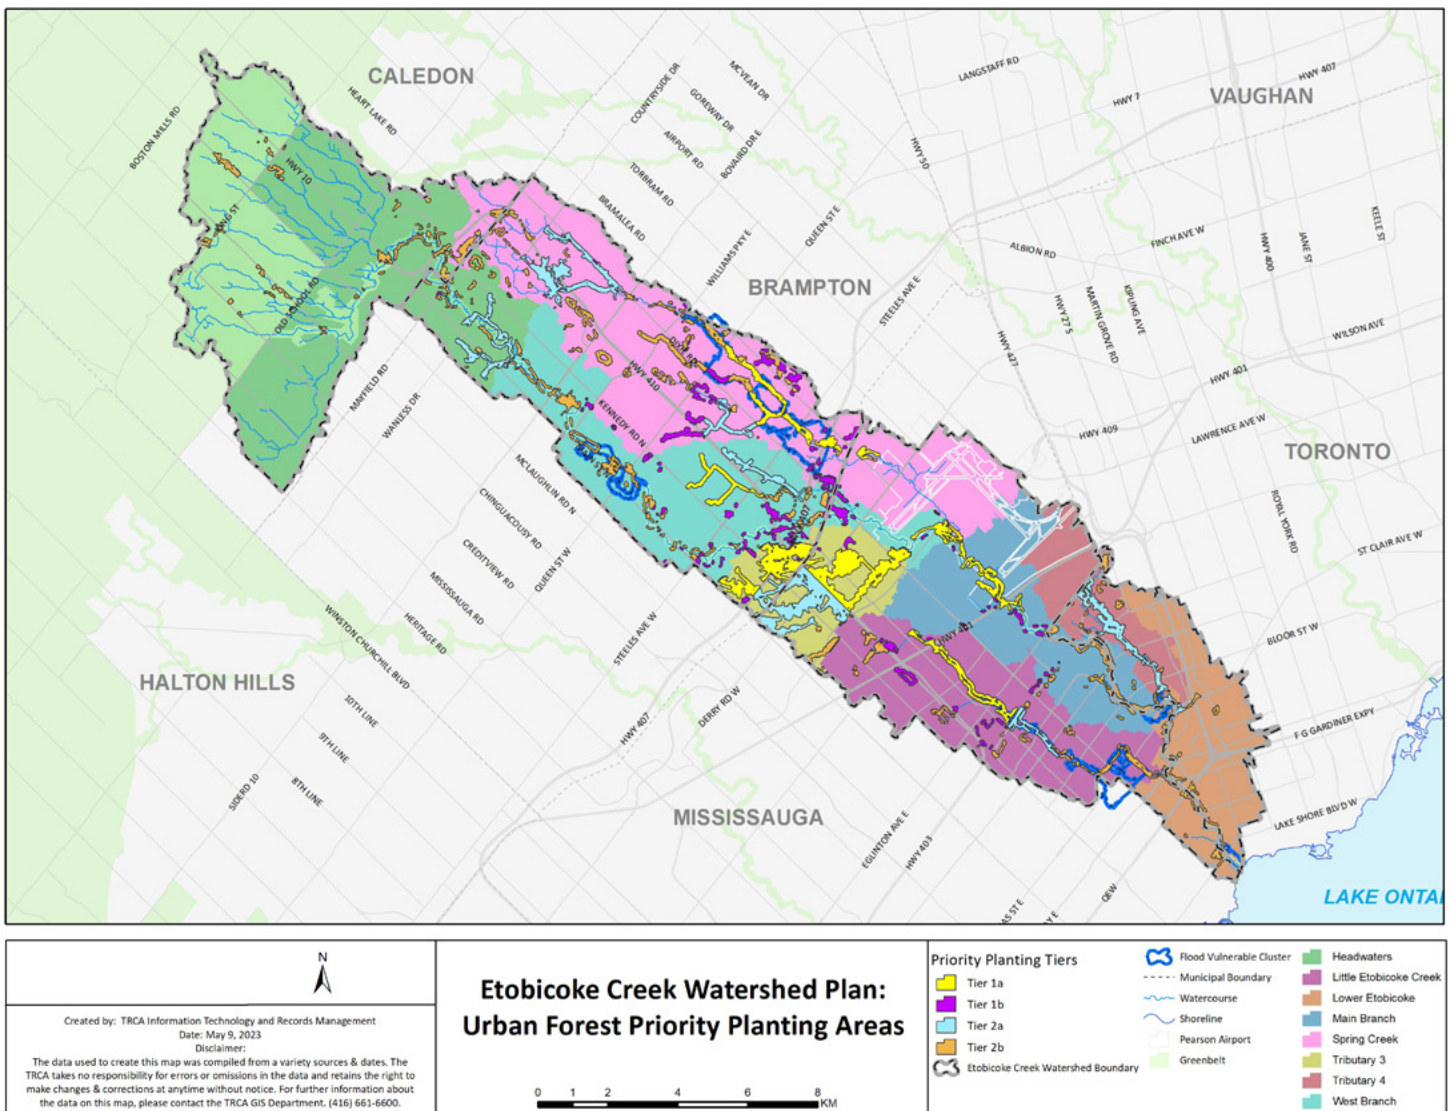 CALEDON
VAUGHAN
BRAMPTON
TORONTO
HALTON HILLS
MISSISSAUGA
LAKE ONTA
BOSTON MILLS RD
HEART LAKE RD
HWY 10
KING ST
OLD SCHOOL RD
MAYFIELD RD
WANLESS DR
COUNTRYSIDE DR
MCVEAN DR
GOREWAY DR
AIRPORT RD
BOVAIRD DR E
TORBRAM RD
BRAMALEA RD
WILLIAMS PKY E
QUEEN ST E
STEELES AVE E
LANGSTAFF RD
HWY 7
HWY 407
HWY 50
ALBION RD
FINCH AVE W
HWY 400
JANE ST
KEELE ST
HWY 27 S
MARTIN GROVE RD
KIPLING AVE
WILSON AVE
HWY 427
HWY 401
HWY 409
LAWRENCE AVE W
ROYAL YORK RD
ST CLAIR AVE W
BLOOR ST W
F G GARDINER EXPY
LAKE SHORE BLVD W
HWY 410
KENNEDY RD N
MCLAUGHLIN RD N
CHINGUACOUSY RD
CREDITVIEW RD
QUEEN ST W
MISSISSAUGA RD
HERITAGE RD
WINSTON CHURCHILL BLVD
STEELES AVE W
10TH LINE
9TH LINE
8TH LINE
SIDERD 10
HWY 407
DERRY RD W
HWY 401
EGLINTON AVE E
HWY 403
AS ST E
Y E
QEW
N
Created by: TRCA Information Technology and Records Management
Date: May 9, 2023
Disclaimer:
The data used to create this map was compiled from a variety sources & dates. The
TRCA takes no responsibility for errors or omissions in the data and retains the right to
make changes & corrections at anytime without notice. For further information about
the data on this map, please contact the TRCA GIS Department. (416) 661-6600.
Etobicoke Creek Watershed Plan:
Urban Forest Priority Planting Areas
0 1 2 4 6 8
KM
Priority Planting Tiers
Tier 1a
Tier 1b
Tier 2a
Tier 2b
Etobicoke Creek Watershed Boundary
Flood Vulnerable Cluster
Municipal Boundary
Watercourse
Shoreline
Pearson Airport
Greenbelt
Headwaters
Little Etobicoke Creek
Lower Etobicoke
Main Branch
Spring Creek
Tributary 3
Tributary 4
West Branch